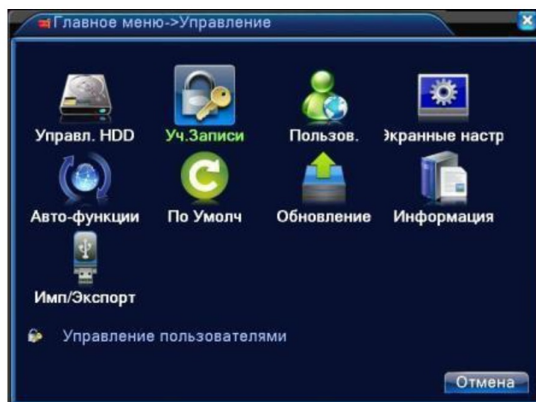 Главное меню->Управление
Управл. HDD Уч.Записи Пользов. Экранные настр
Авто-функции По Умолч Обновление Информация
Имп/Экспорт
Управление пользователями
Отмена